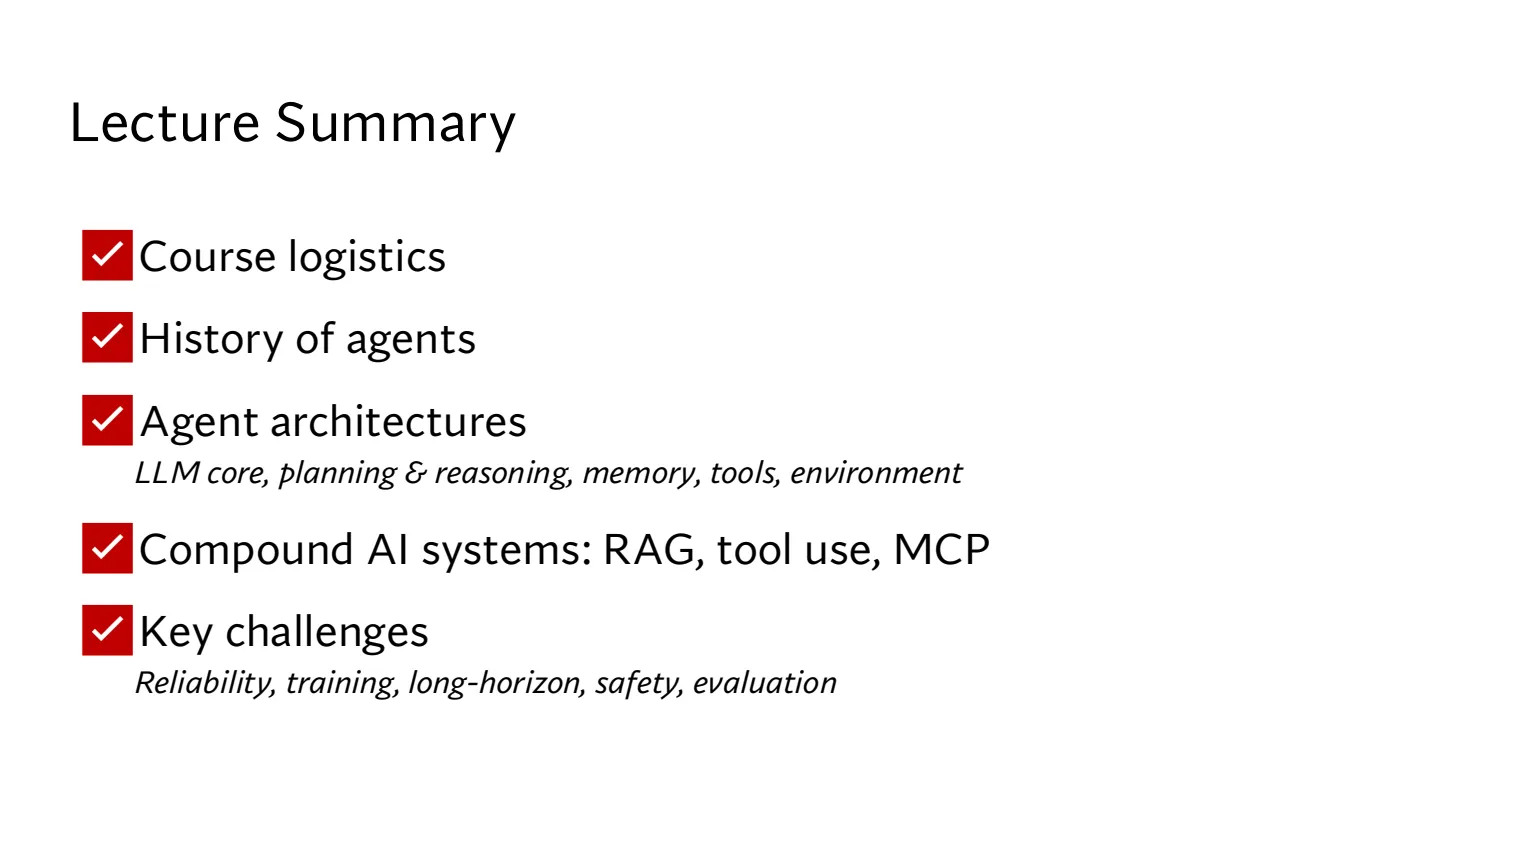 Lecture Summary
Course logistics
History of agents
Agent architectures
LLM core, planning & reasoning, memory, tools, environment
Compound AI systems: RAG, tool use, MCP
Key challenges
Reliability, training, long-horizon, safety, evaluation